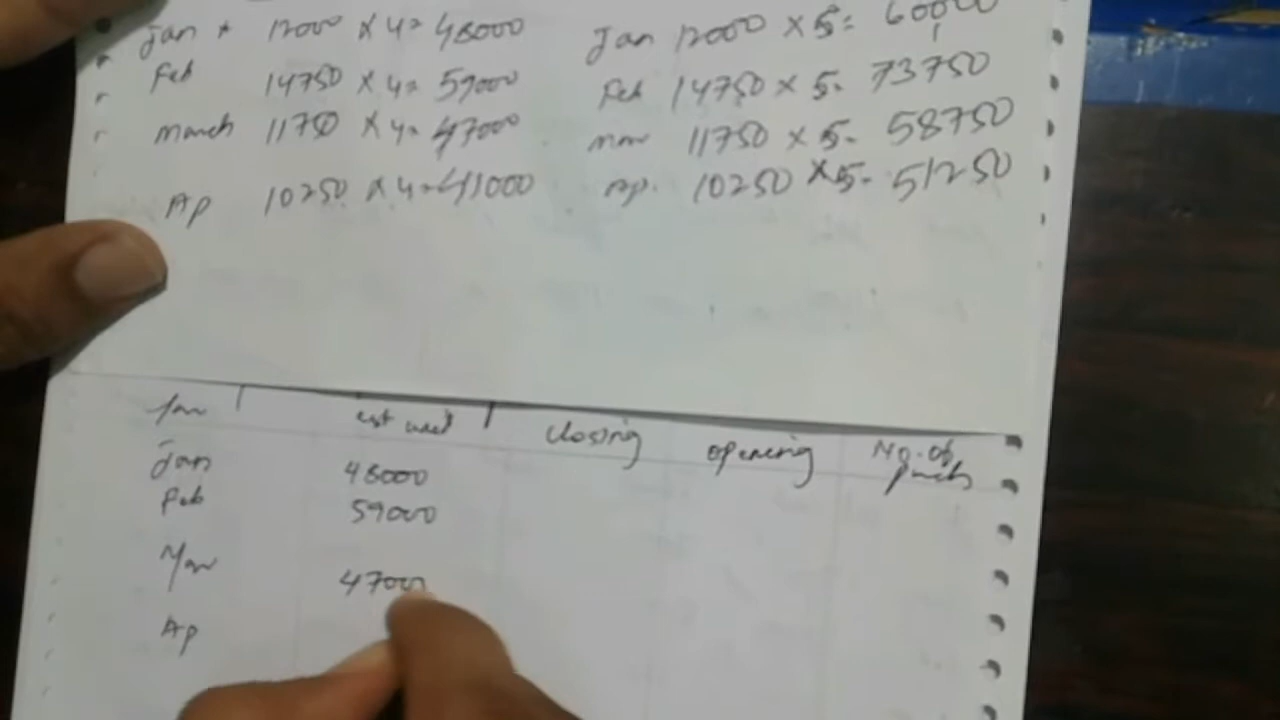 Jan 12000 x 4= 48000 Jan 12000 x 5= 60000
Feb 14750 x 4= 59000 Feb 14750 x 5= 73750
March 11750 x 4= 47000 Mar 11750 x 5= 58750
Ap 10250 x 4= 41000 Ap. 10250 x 5= 51250
est used closing opening No. of
Jan 48000
Feb 59000
Mar 47000
Ap